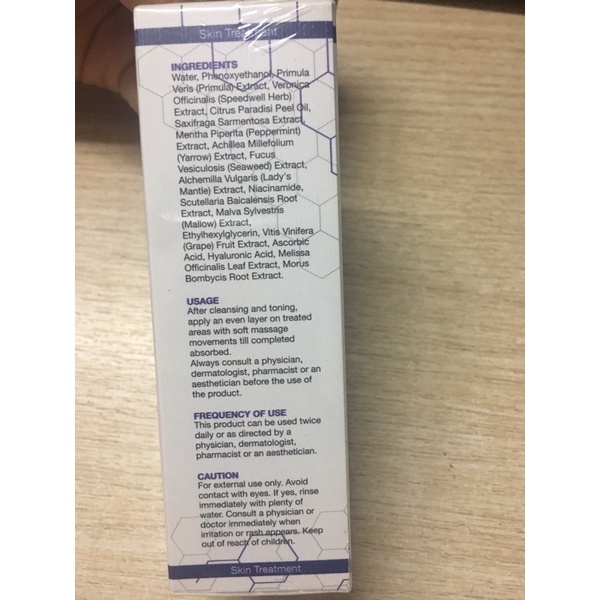 Skin Treatment
INGREDIENTS
Water, Phenoxyethanol, Primula
Veris (Primula) Extract, Veronica
Officinalis (Speedwell Herb)
Extract, Citrus Paradisi Peel Oil,
Saxifraga Sarmentosa Extract,
Mentha Piperita (Peppermint)
Extract, Achillea Millefolium
(Yarrow) Extract, Fucus
Vesiculosis (Seaweed) Extract,
Alchemilla Vulgaris (Lady's
Mantle) Extract, Niacinamide,
Scutellaria Baicalensis Root
Extract, Malva Sylvestris
(Mallow) Extract,
Ethylhexylglycerin, Vitis Vinifera
(Grape) Fruit Extract, Ascorbic
Acid, Hyaluronic Acid, Melissa
Officinalis Leaf Extract, Morus
Bombycis Root Extract.
USAGE
After cleansing and toning,
apply an even layer on treated
areas with soft massage
movements till completed
absorbed.
Always consult a physician,
dermatologist, pharmacist or an
aesthetician before the use of
the product.
FREQUENCY OF USE
This product can be used twice
daily or as directed by a
physician, dermatologist,
pharmacist or an aesthetician.
CAUTION
For external use only. Avoid
contact with eyes. If yes, rinse
immediately with plenty of
water. Consult a physician or
doctor immediately when
irritation or rash appears. Keep
out of reach of children.
Skin Treatment